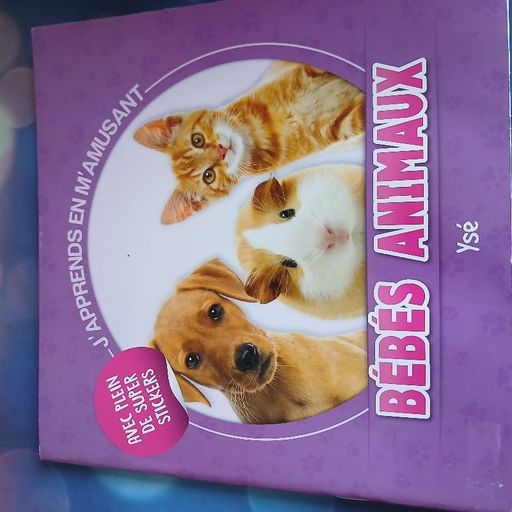 J'APPRENDS EN M'AMUSANT
AVEC PLEIN
DE SUPER
STICKERS
BÉBÉS ANIMAUX
Ysé